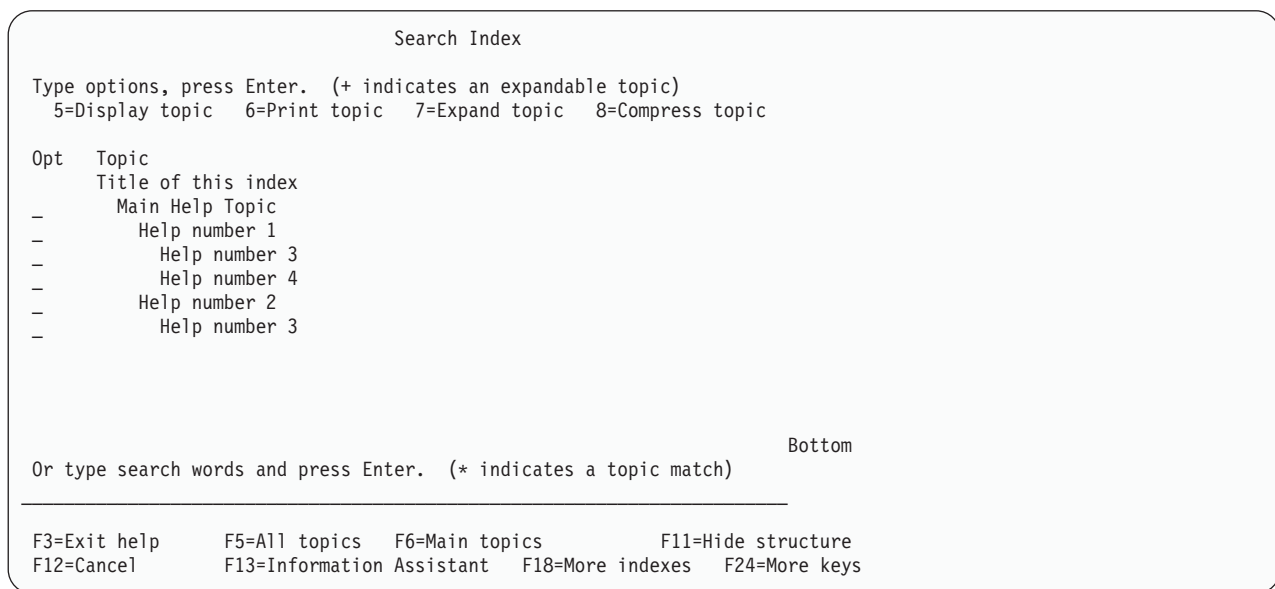 Search Index
Type options, press Enter. (+ indicates an expandable topic)
5=Display topic 6=Print topic 7=Expand topic 8=Compress topic
Opt Topic
Title of this index
_ Main Help Topic
_ Help number 1
_ Help number 3
_ Help number 4
_ Help number 2
_ Help number 3
Bottom
Or type search words and press Enter. (* indicates a topic match)
F3=Exit help F5=All topics F6=Main topics F11=Hide structure
F12=Cancel F13=Information Assistant F18=More indexes F24=More keys